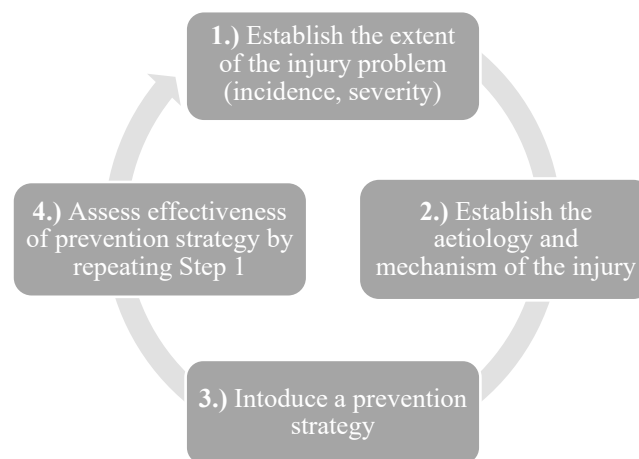 1.) Establish the extent
of the injury problem
(incidence, severity)
2.) Establish the
aetiology and
mechanism of the injury
3.) Intoduce a prevention
strategy
4.) Assess effectiveness
of prevention strategy by
repeating Step 1